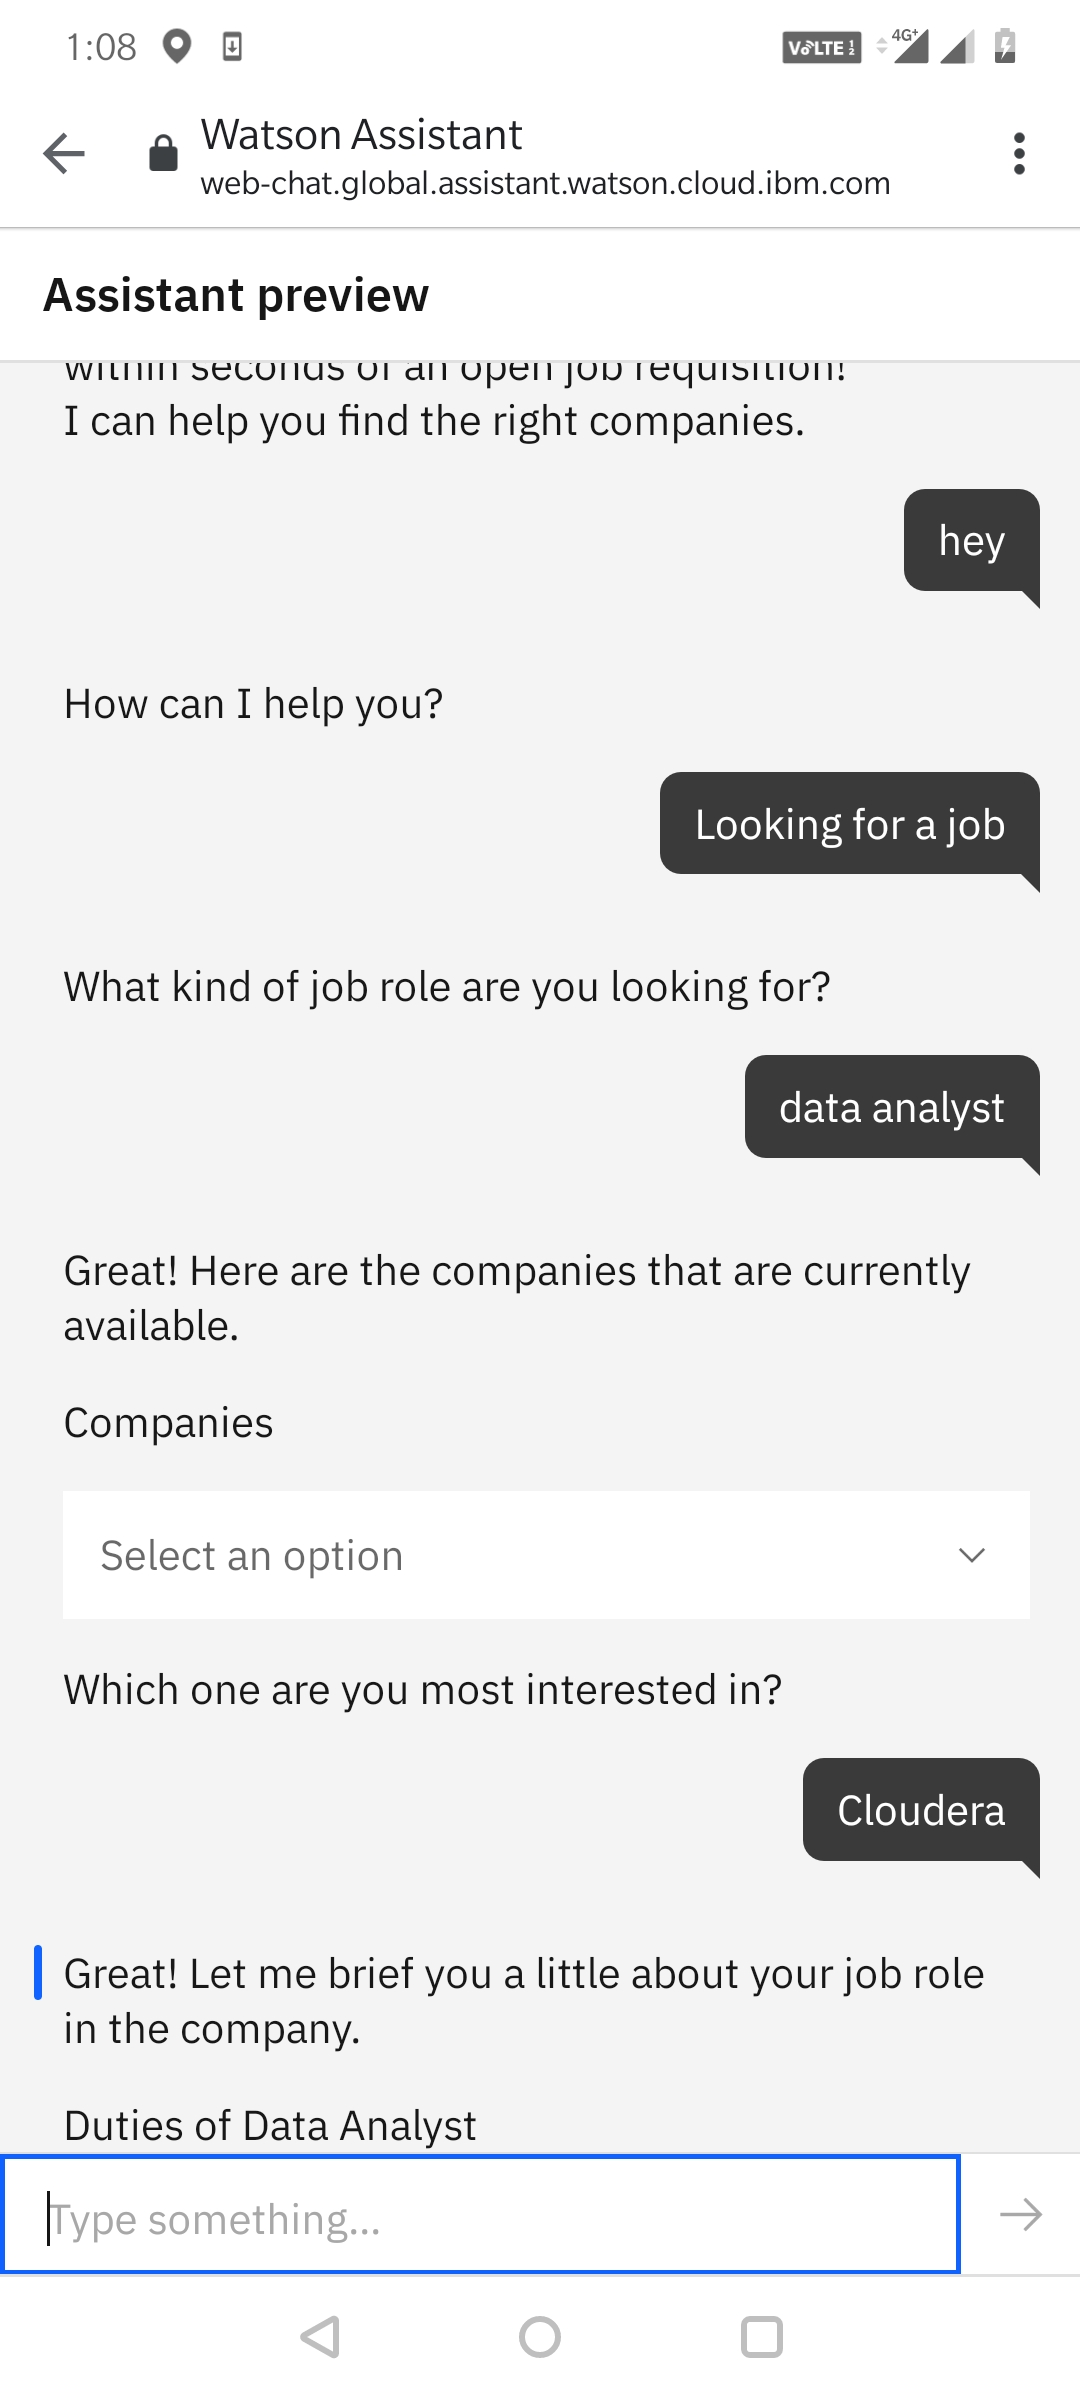 1:08
VoLTE 1 2
4G+
Watson Assistant
web-chat.global.assistant.watson.cloud.ibm.com
Assistant preview
within seconds of an open job requisition!
I can help you find the right companies.
hey
How can I help you?
Looking for a job
What kind of job role are you looking for?
data analyst
Great! Here are the companies that are currently
available.
Companies
Select an option
Which one are you most interested in?
Cloudera
Great! Let me brief you a little about your job role
in the company.
Duties of Data Analyst
Type something...